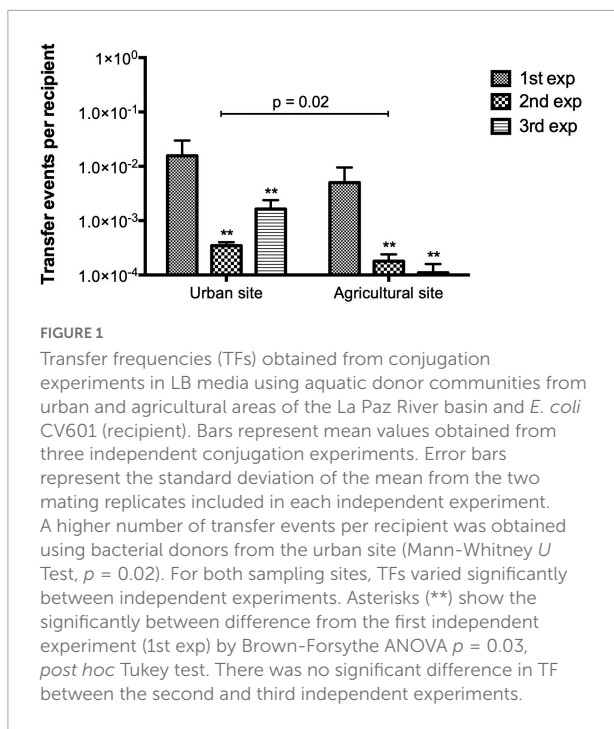 1×10⁰
1.0×10⁻¹
1.0×10⁻²
1.0×10⁻³
1.0×10⁻⁴
Transfer events per recipient
p = 0.02
1st exp
2nd exp
3rd exp
**
**
**
**
Urban site
Agricultural site
FIGURE 1
Transfer frequencies (TFs) obtained from conjugation
experiments in LB media using aquatic donor communities from
urban and agricultural areas of the La Paz River basin and E. coli
CV601 (recipient). Bars represent mean values obtained from
three independent conjugation experiments. Error bars
represent the standard deviation of the mean from the two
mating replicates included in each independent experiment.
A higher number of transfer events per recipient was obtained
using bacterial donors from the urban site (Mann-Whitney U
Test, p = 0.02). For both sampling sites, TFs varied significantly
between independent experiments. Asterisks (**) show the
significantly between difference from the first independent
experiment (1st exp) by Brown-Forsythe ANOVA p = 0.03,
post hoc Tukey test. There was no significant difference in TF
between the second and third independent experiments.